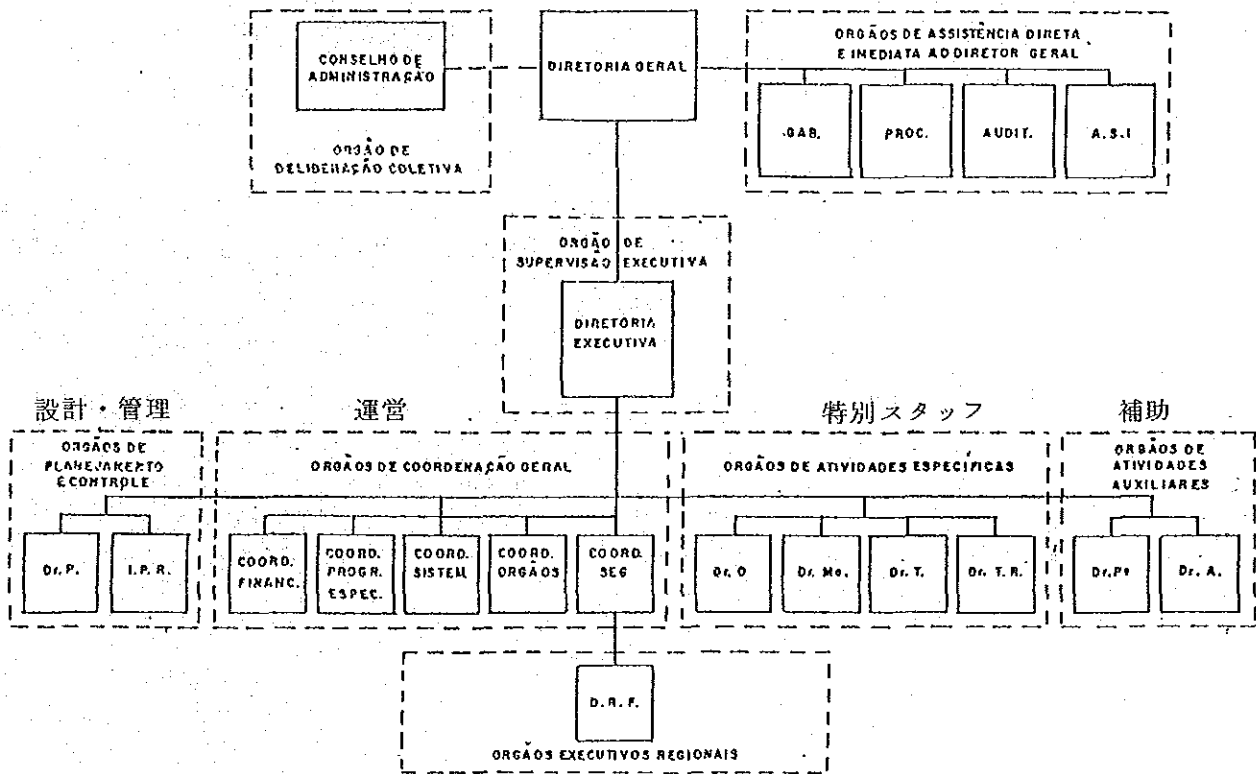 CONSELHO DE
ADMINISTRAÇÃO
ORGÃO DE
DELIBERAÇÃO COLETIVA
DIRETORIA GERAL
ORGÃOS DE ASSISTÊNCIA DIRETA
E IMEDIATA AO DIRETOR GERAL
GAB.
PROC.
AUDIT.
A.S.I
ORGÃO DE
SUPERVISÃO EXECUTIVA
DIRETORIA
EXECUTIVA
設計・管理
運営
特別スタッフ
補助
ORGÃOS DE
PLANEJAMENTO
E CONTROLE
Dr.P.
I.P.R.
ORGÃOS DE COORDENAÇÃO GERAL
COORD.
FINANC.
COORD.
PROGR.
ESPEC.
COORD.
SISTEM.
COORD.
ORGÃOS
COORD.
SEG
ORGÃOS DE ATIVIDADES ESPECÍFICAS
Dr.O
Dr.Me.
Dr.T.
Dr.T.R.
ORGÃOS DE
ATIVIDADES
AUXILIARES
Dr.Pe
Dr.A.
D.R.F.
ORGÃOS EXECUTIVOS REGIONAIS